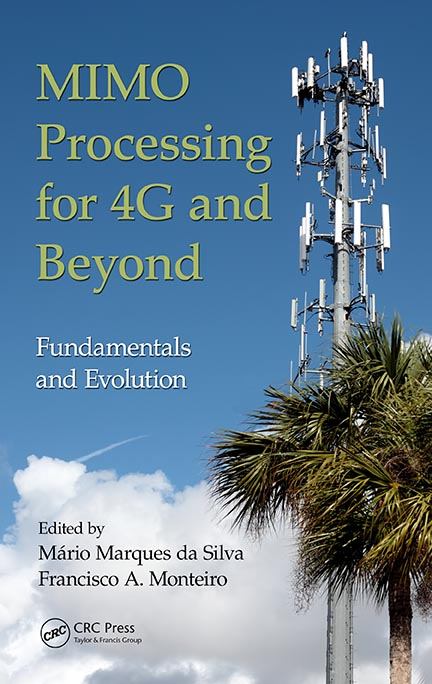 MIMO
Processing
for 4G and
Beyond
Fundamentals
and Evolution
Edited by
Mário Marques da Silva
Francisco A. Monteiro
CRC
CRC Press
Taylor & Francis Group